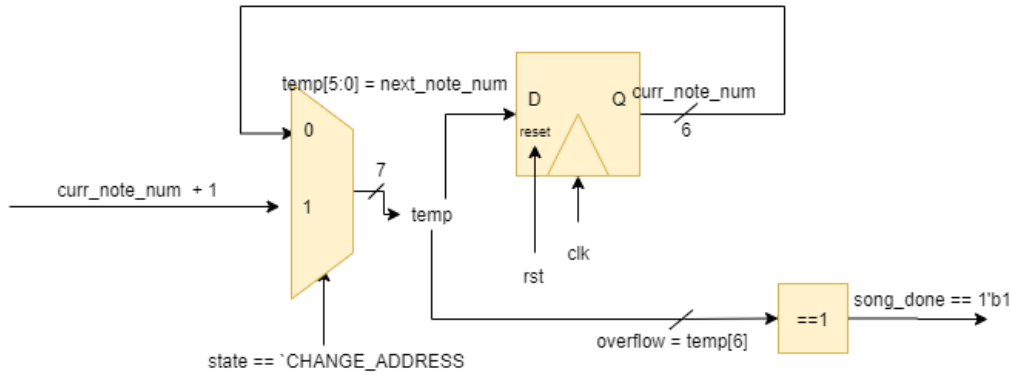 temp[5:0] = next_note_num
D
Q
curr_note_num
0
reset
6
7
curr_note_num + 1
1
temp
clk
rst
song_done == 1'b1
==1
overflow = temp[6]
state == `CHANGE_ADDRESS